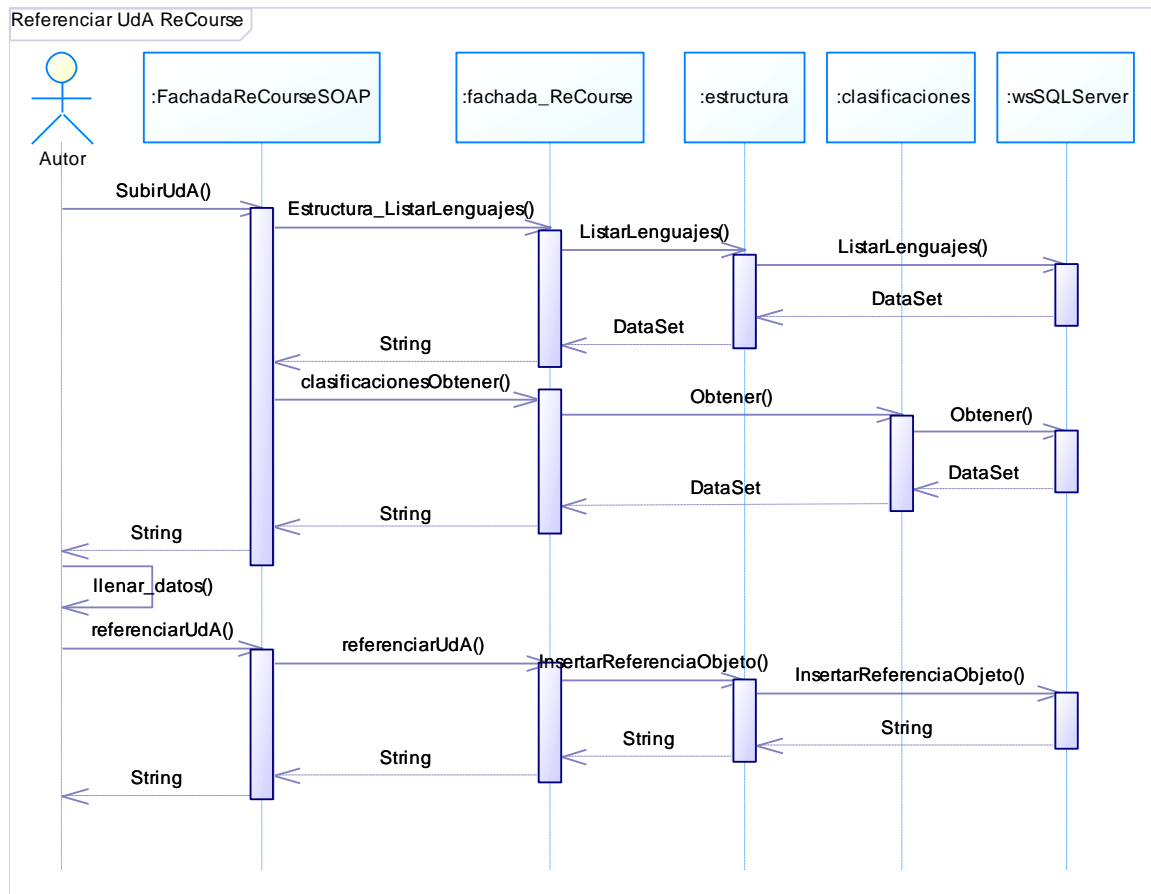 Referenciar UdA ReCourse
:FachadaReCourseSOAP
:fachada_ReCourse
:estructura
:clasificaciones
:wsSQLServer
Autor
SubirUdA()
Estructura_ListarLenguajes()
ListarLenguajes()
ListarLenguajes()
DataSet
DataSet
String
clasificacionesObtener()
Obtener()
Obtener()
DataSet
DataSet
String
String
llenar_datos()
referenciarUdA()
referenciarUdA()
InsertarReferenciaObjeto()
InsertarReferenciaObjeto()
String
String
String
String